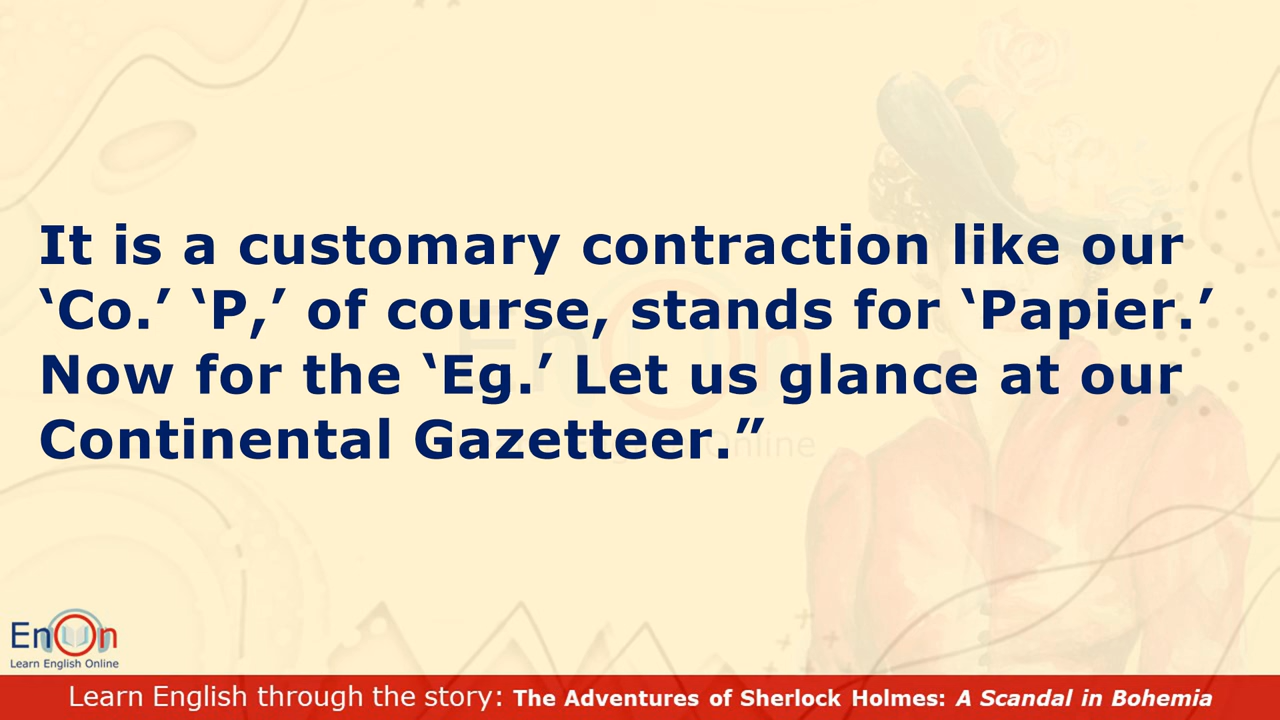 It is a customary contraction like our
‘Co.’ ‘P,’ of course, stands for ‘Papier.’
Now for the ‘Eg.’ Let us glance at our
Continental Gazetteer.”
EnOn
Learn English Online
Learn English through the story: The Adventures of Sherlock Holmes: A Scandal in Bohemia